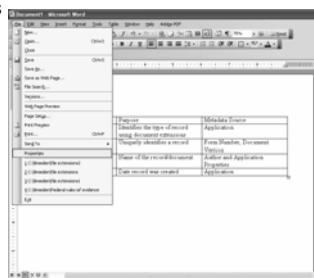 Document1 - Microsoft Word
File Edit View Insert Format Tools Table Window Help Adobe PDF
New...
Open... Ctrl+O
Close
Save Ctrl+S
Save As...
Save as Web Page...
File Search...
Versions...
Web Page Preview
Page Setup...
Print Preview
Print... Ctrl+P
Send To
Properties
Exit
Purpose Metadata Source
Identifies the type of record Application
using document extensions
Uniquely identifies a record Form Number, Document
Version
Name of the record/document Author and Application
Properties
Date record was created Application